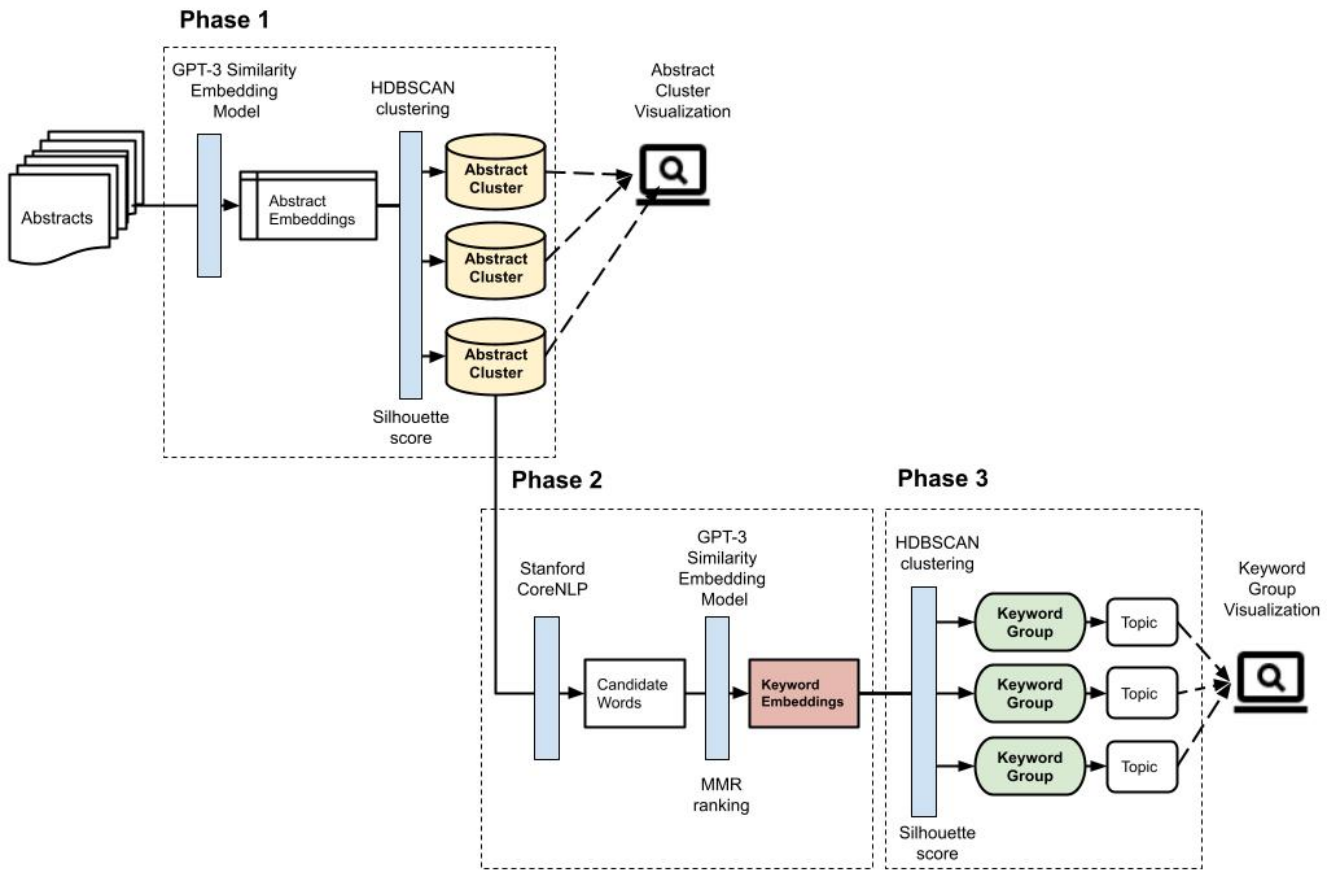 Phase 1
GPT-3 Similarity
Embedding
Model
HDBSCAN
clustering
Abstract
Cluster
Visualization
Abstracts
Abstract
Embeddings
Abstract
Cluster
Abstract
Cluster
Abstract
Cluster
Silhouette
score
Phase 2
Stanford
CoreNLP
GPT-3
Similarity
Embedding
Model
Candidate
Words
Keyword
Embeddings
MMR
ranking
Phase 3
HDBSCAN
clustering
Keyword
Group
Topic
Keyword
Group
Topic
Keyword
Group
Topic
Silhouette
score
Keyword
Group
Visualization